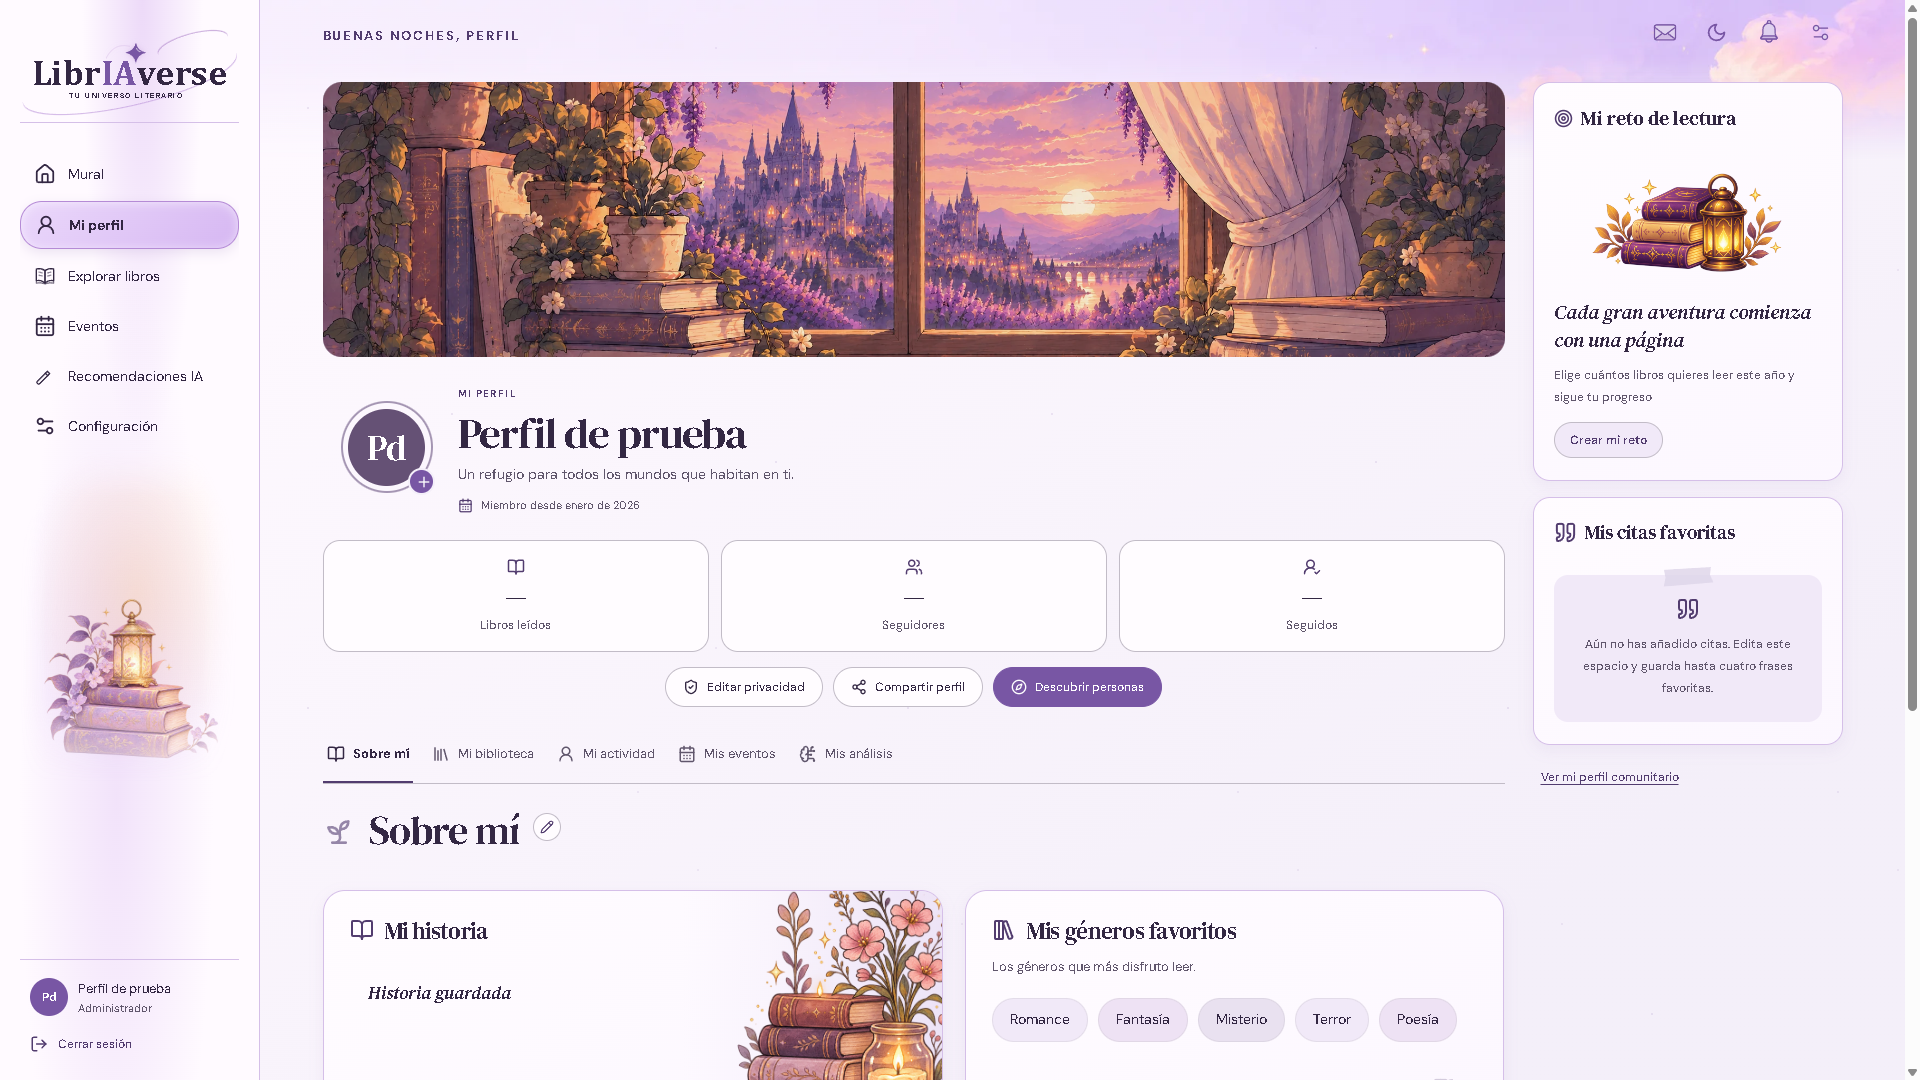 LibrIAverse
TU UNIVERSO LITERARIO
Mural
Mi perfil
Explorar libros
Eventos
Recomendaciones IA
Configuración
Pd
Perfil de prueba
Administrador
Cerrar sesión
BUENAS NOCHES, PERFIL
MI PERFIL
Pd
Perfil de prueba
Un refugio para todos los mundos que habitan en ti.
Miembro desde enero de 2026
—
Libros leídos
—
Seguidores
—
Seguidos
Editar privacidad
Compartir perfil
Descubrir personas
Sobre mí
Mi biblioteca
Mi actividad
Mis eventos
Mis análisis
Sobre mí
Mi historia
Historia guardada
Mis géneros favoritos
Los géneros que más disfruto leer.
Romance
Fantasía
Misterio
Terror
Poesía
Mi reto de lectura
Cada gran aventura comienza
con una página
Elige cuántos libros quieres leer este año y
sigue tu progreso
Crear mi reto
Mis citas favoritas
Aún no has añadido citas. Edita este
espacio y guarda hasta cuatro frases
favoritas.
Ver mi perfil comunitario